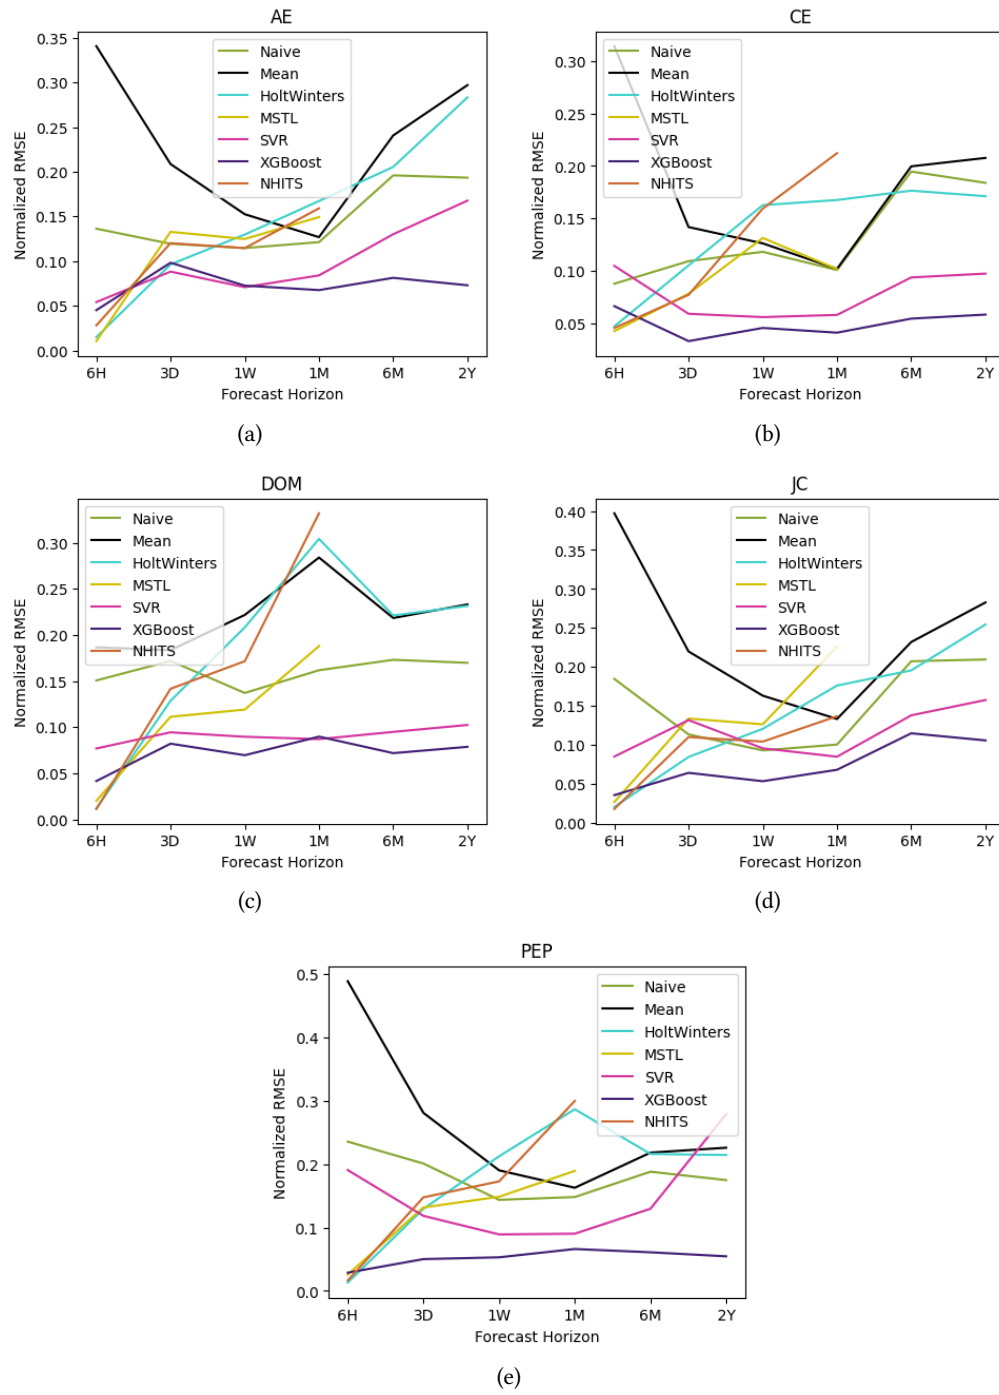 AE
Normalized RMSE
0.35
0.30
0.25
0.20
0.15
0.10
0.05
0.00
Naive
Mean
HoltWinters
MSTL
SVR
XGBoost
NHITS
6H 3D 1W 1M 6M 2Y
Forecast Horizon
(a)
CE
Normalized RMSE
0.30
0.25
0.20
0.15
0.10
0.05
Naive
Mean
HoltWinters
MSTL
SVR
XGBoost
NHITS
6H 3D 1W 1M 6M 2Y
Forecast Horizon
(b)
DOM
Normalized RMSE
0.30
0.25
0.20
0.15
0.10
0.05
0.00
Naive
Mean
HoltWinters
MSTL
SVR
XGBoost
NHITS
6H 3D 1W 1M 6M 2Y
Forecast Horizon
(c)
JC
Normalized RMSE
0.40
0.35
0.30
0.25
0.20
0.15
0.10
0.05
0.00
Naive
Mean
HoltWinters
MSTL
SVR
XGBoost
NHITS
6H 3D 1W 1M 6M 2Y
Forecast Horizon
(d)
PEP
Normalized RMSE
0.5
0.4
0.3
0.2
0.1
0.0
Naive
Mean
HoltWinters
MSTL
SVR
XGBoost
NHITS
6H 3D 1W 1M 6M 2Y
Forecast Horizon
(e)